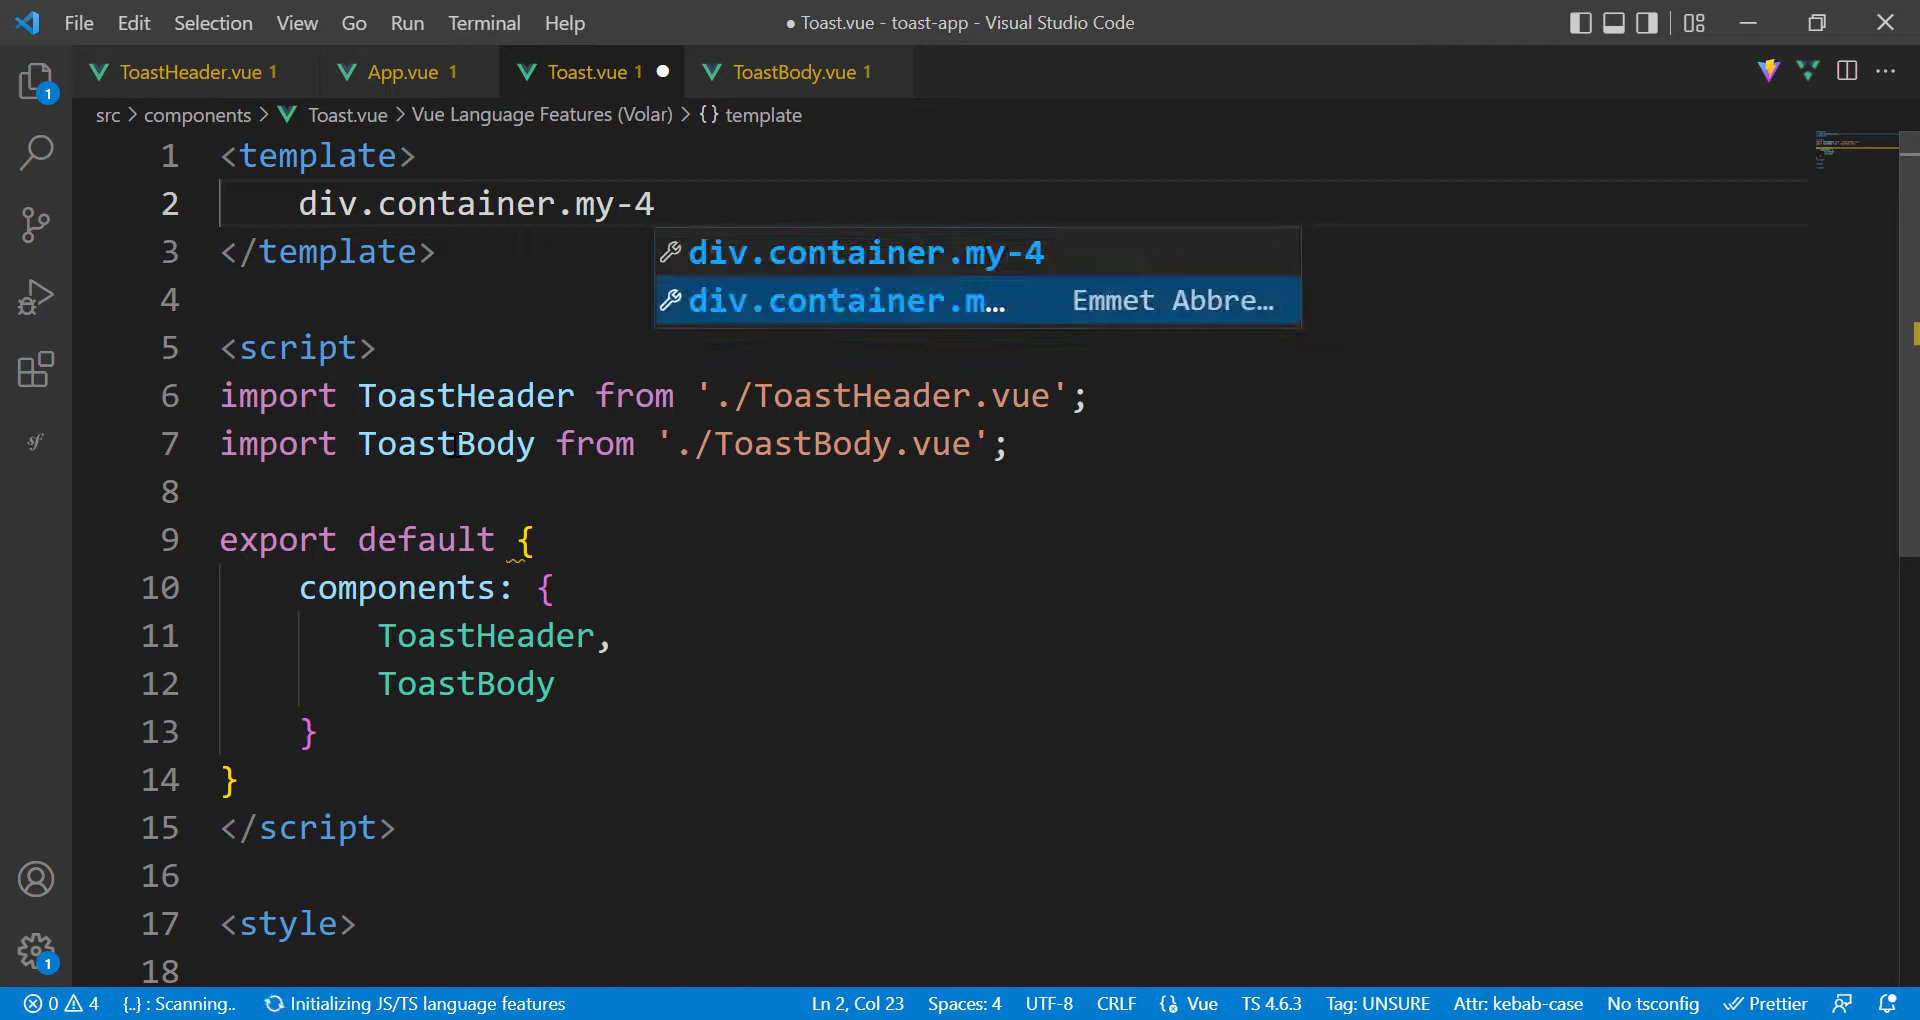 File Edit Selection View Go Run Terminal Help ● Toast.vue - toast-app - Visual Studio Code
ToastHeader.vue 1 App.vue 1 Toast.vue 1 ToastBody.vue 1
src > components > Toast.vue > Vue Language Features (Volar) > {} template
1 <template>
2 div.container.my-4
div.container.my-4
3 </template>
div.container.m... Emmet Abbre...
4
5 <script>
6 import ToastHeader from './ToastHeader.vue';
7 import ToastBody from './ToastBody.vue';
8
9 export default {
10 components: {
11 ToastHeader,
12 ToastBody
13 }
14 }
15 </script>
16
17 <style>
18
1
sf
1
0 4 {..} : Scanning.. Initializing JS/TS language features Ln 2, Col 23 Spaces: 4 UTF-8 CRLF Vue TS 4.6.3 Tag: UNSURE Attr: kebab-case No tsconfig Prettier